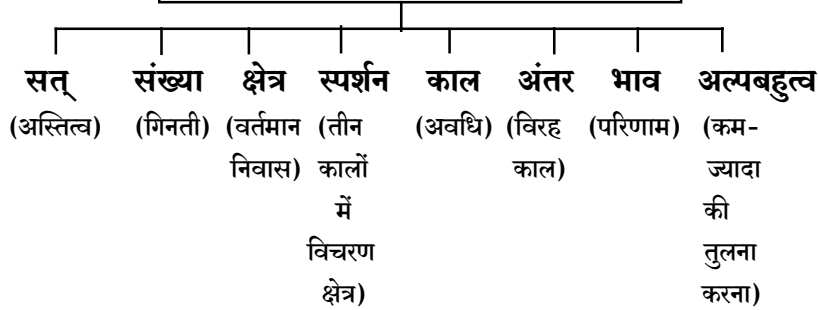 सत् संख्या क्षेत्र स्पर्शन काल अंतर भाव अल्पबहुत्व
(अस्तित्व) (गिनती) (वर्तमान (तीन (अवधि) (विरह (परिणाम) (कम-
निवास) कालों काल) ज्यादा
में की
विचरण तुलना
क्षेत्र) करना)